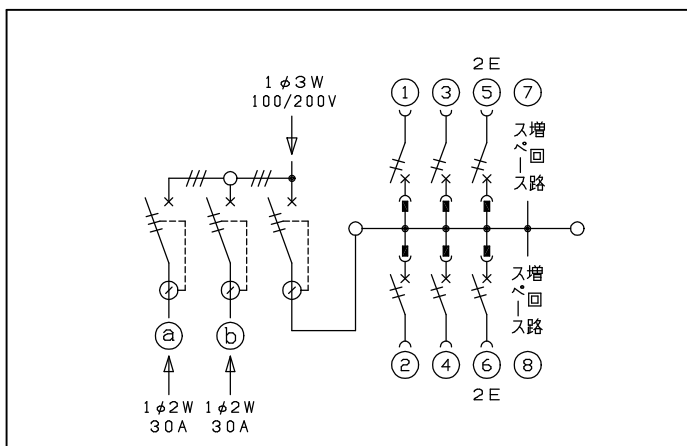 2E
1φ3W
100/200V
① ③ ⑤ ⑦
増回路
スペース
増回路
スペース
ⓐ ⓑ
② ④ ⑥ ⑧
2E
1φ2W 1φ2W
30A 30A